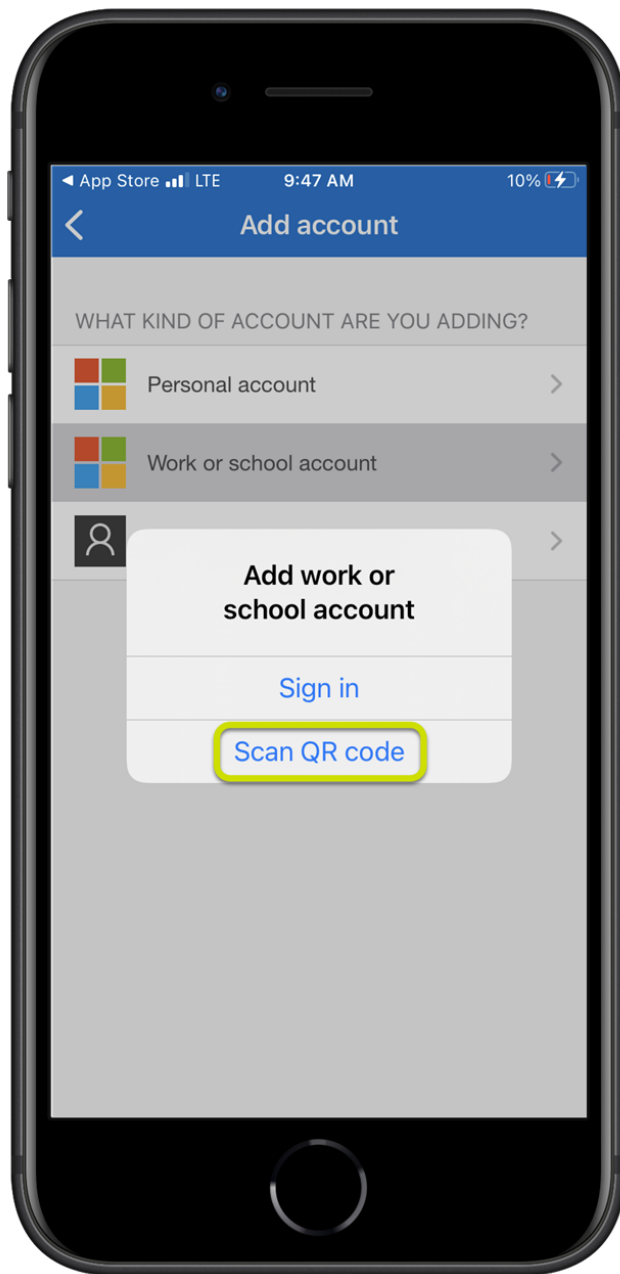 ◀ App Store LTE 9:47 AM 10%
Add account
WHAT KIND OF ACCOUNT ARE YOU ADDING?
Personal account
Work or school account
Add work or
school account
Sign in
Scan QR code